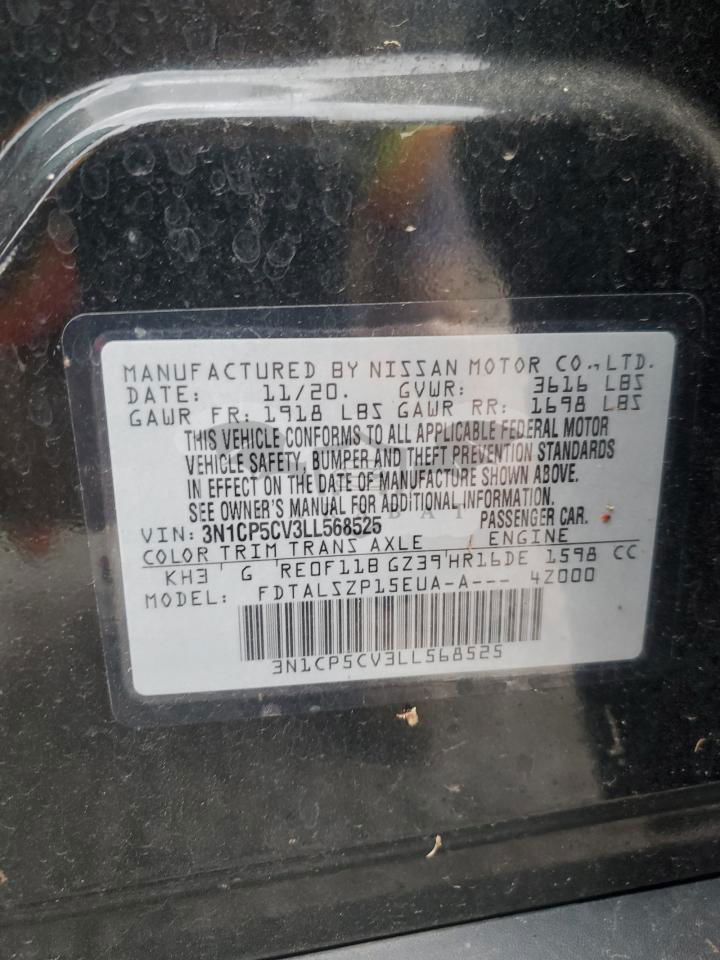 MANUFACTURED BY NISSAN MOTOR CO., LTD.
DATE: 11/20. GVWR: 3616 LBS
GAWR FR: 1918 LBS GAWR RR: 1698 LBS
THIS VEHICLE CONFORMS TO ALL APPLICABLE FEDERAL MOTOR
VEHICLE SAFETY, BUMPER AND THEFT PREVENTION STANDARDS
IN EFFECT ON THE DATE OF MANUFACTURE SHOWN ABOVE.
SEE OWNER'S MANUAL FOR ADDITIONAL INFORMATION.
VIN: 3N1CP5CV3LL568525 PASSENGER CAR.
COLOR TRIM TRANS AXLE ENGINE
KH3 G RE0F11B GZ39 HR16DE 1598 CC
MODEL: FDTALSZP15EUA-A--- 4Z000
3N1CP5CV3LL568525